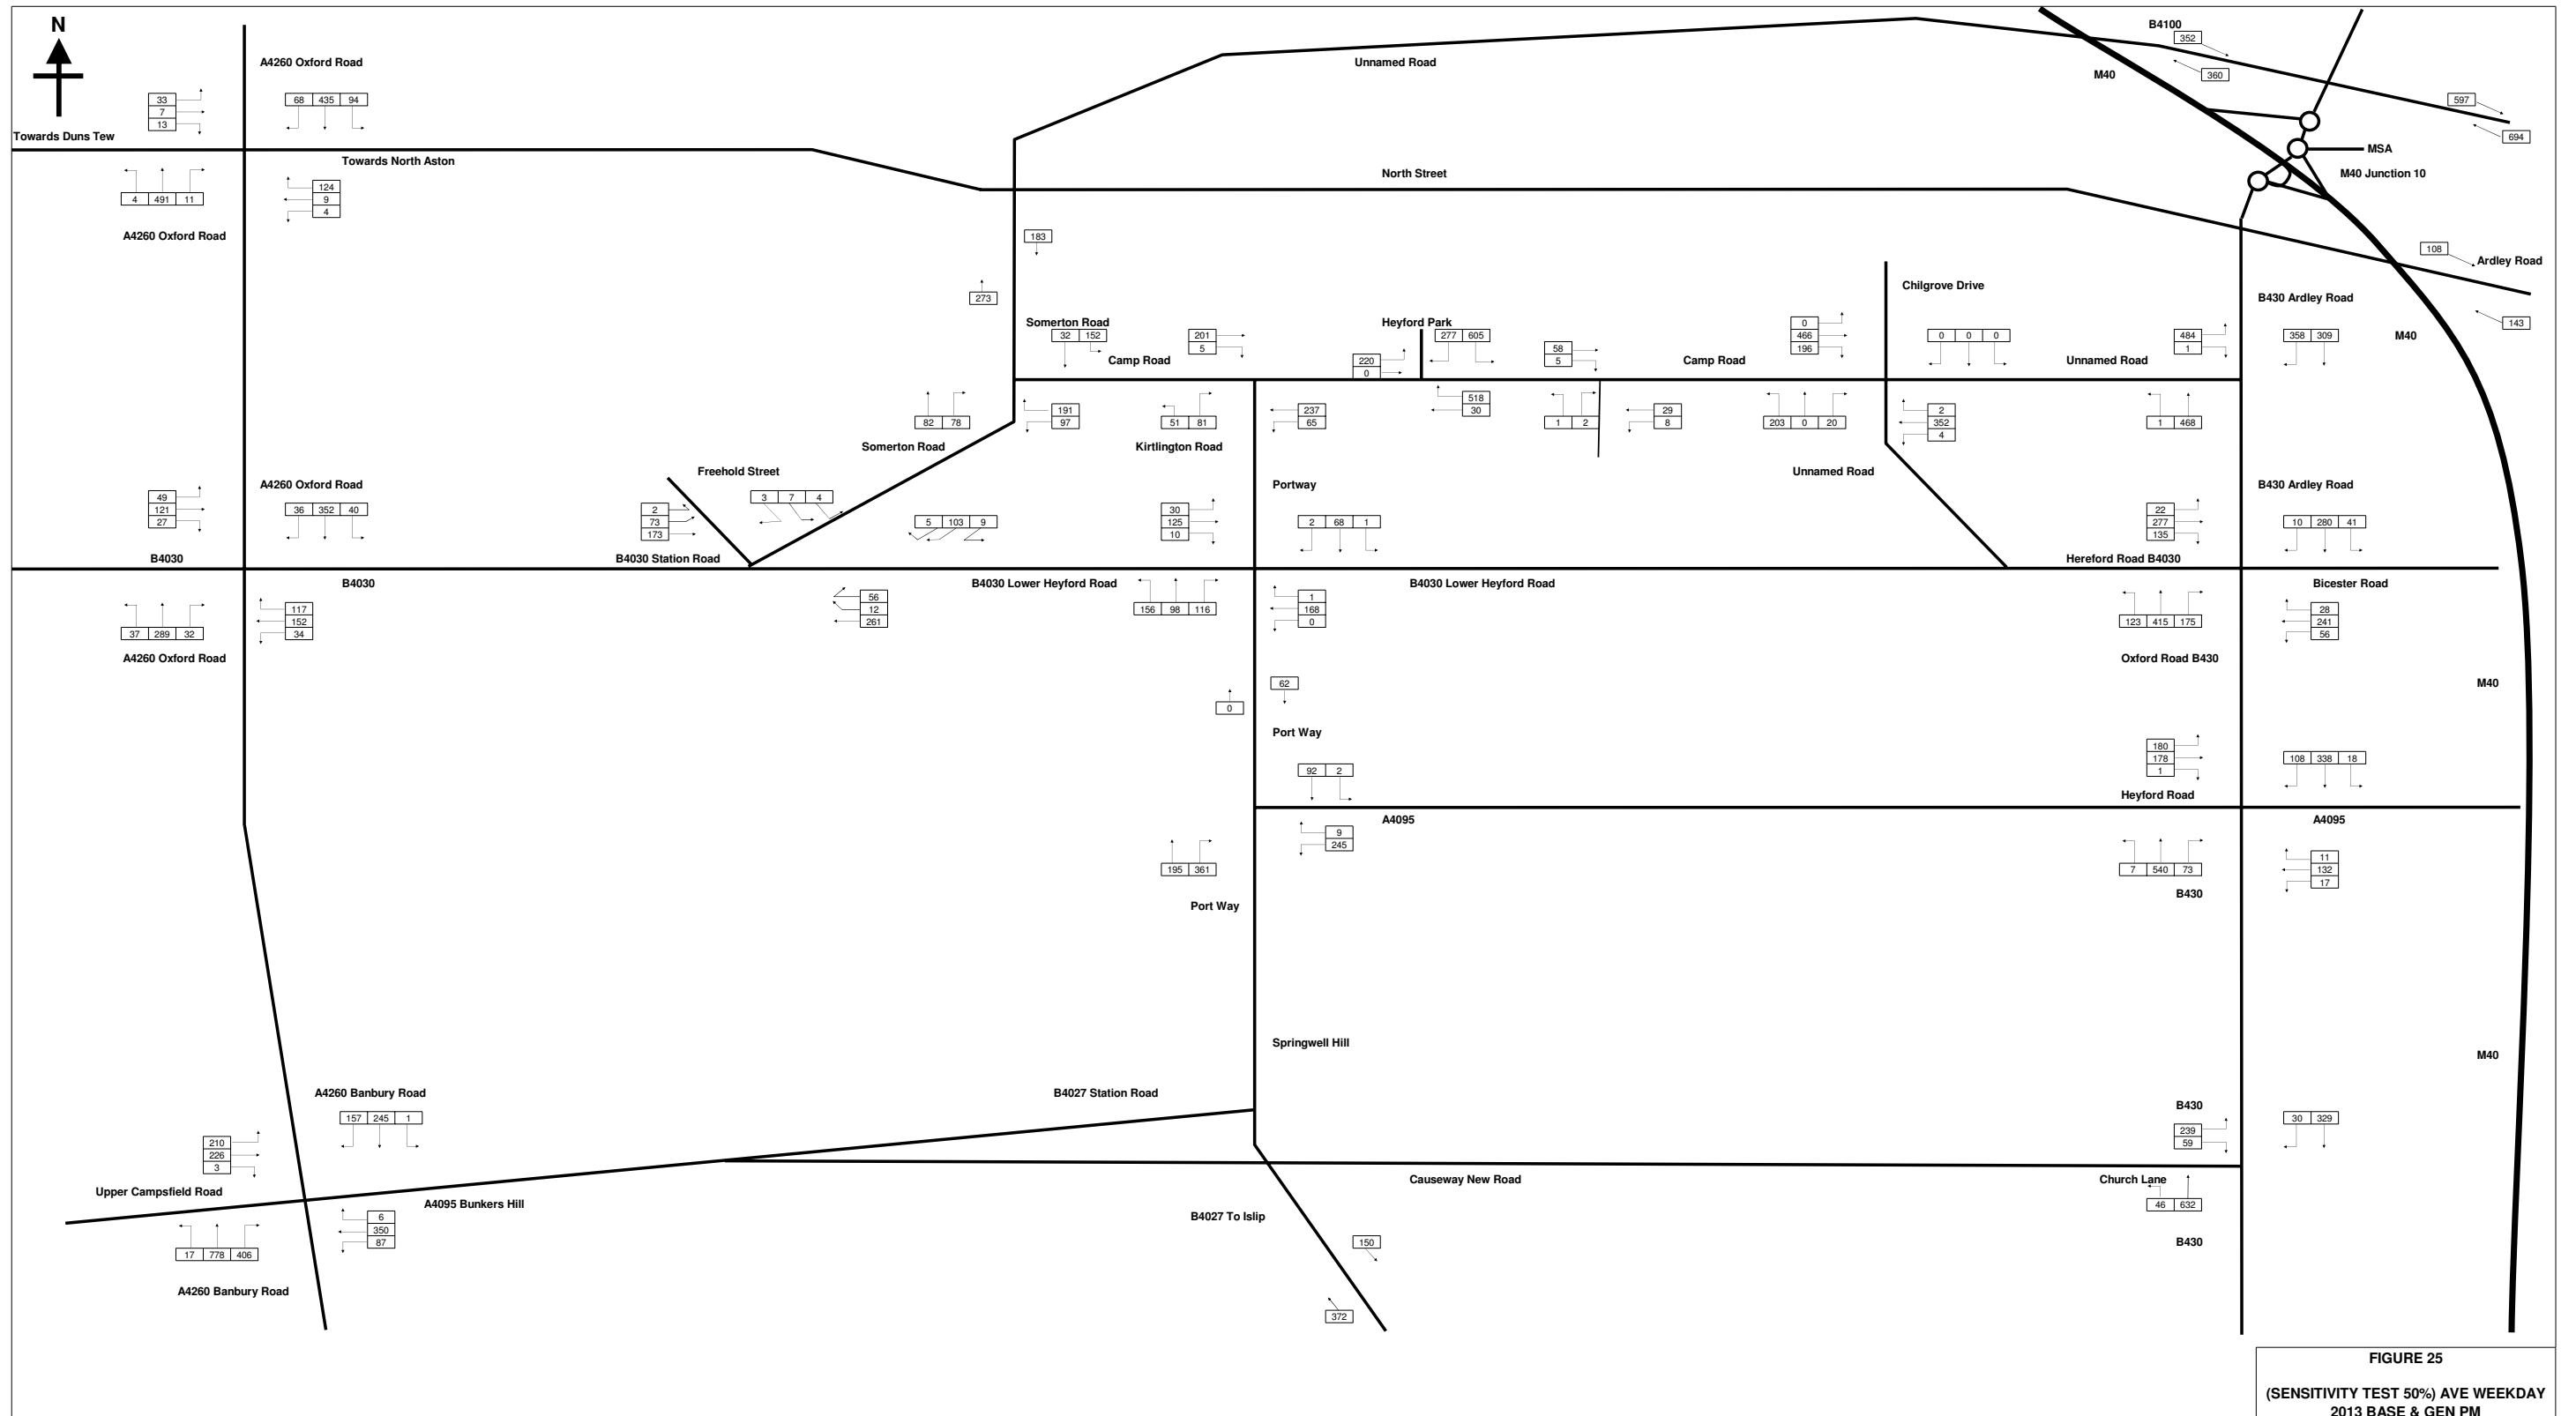 N
B4100
352
A4260 Oxford Road
Unnamed Road
M40
360
33
7
13
68 435 94
597
694
Towards Duns Tew
Towards North Aston
North Street
MSA
M40 Junction 10
4 491 11
124
9
4
A4260 Oxford Road
183
108
Ardley Road
273
Chilgrove Drive
B430 Ardley Road
143
Somerton Road
32 152
Camp Road
201
5
Heyford Park
277 605
220
0
58
5
Camp Road
0
466
196
0 0 0
Unnamed Road
484
1
358 309
M40
82 78
191
97
51 81
237
65
518
30
1 2
29
8
203 0 20
2
352
4
1 468
Somerton Road
Kirtlington Road
Freehold Street
Unnamed Road
A4260 Oxford Road
Portway
B430 Ardley Road
49
121
27
36 352 40
2
73
173
3 7 4
5 103 9
30
125
10
2 68 1
22
277
135
10 280 41
B4030
B4030 Station Road
Hereford Road B4030
B4030
B4030 Lower Heyford Road
B4030 Lower Heyford Road
Bicester Road
37 289 32
117
152
34
56
12
261
156 98 116
1
168
0
123 415 175
28
241
56
A4260 Oxford Road
Oxford Road B430
62
M40
0
Port Way
92 2
180
178
1
108 338 18
Heyford Road
A4095
A4095
9
245
195 361
7 540 73
11
132
17
B430
Port Way
Springwell Hill
M40
A4260 Banbury Road
B4027 Station Road
B430
157 245 1
30 329
210
226
3
239
59
Upper Campsfield Road
Causeway New Road
Church Lane
A4095 Bunkers Hill
46 632
B4027 To Islip
6
350
87
17 778 406
150
B430
A4260 Banbury Road
372
FIGURE 25
(SENSITIVITY TEST 50%) AVE WEEKDAY
2013 BASE & GEN PM